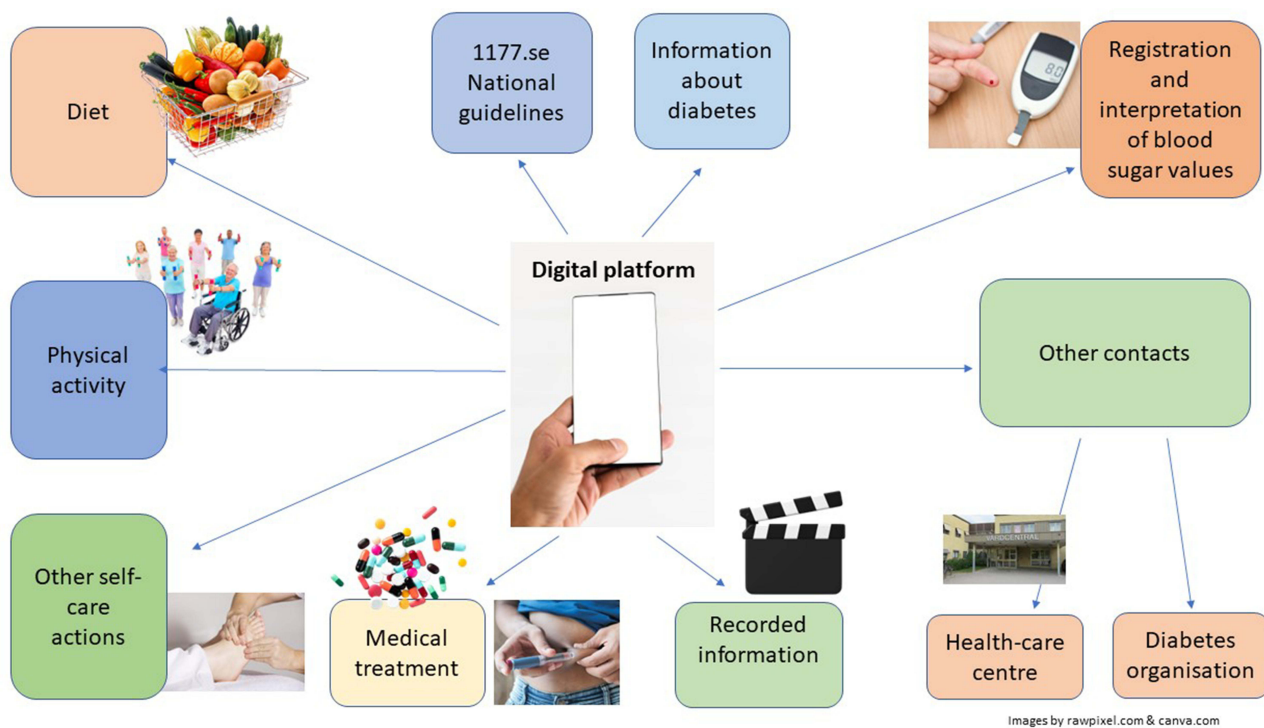 Diet
1177.se
National
guidelines
Information
about
diabetes
8.0
Registration
and
interpretation
of blood
sugar values
Digital platform
Physical
activity
Other contacts
VÅRDCENTRAL
Other self-
care
actions
Medical
treatment
Recorded
information
Health-care
centre
Diabetes
organisation
Images by rawpixel.com & canva.com